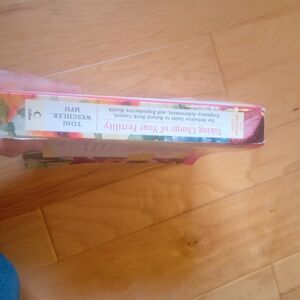 Taking Charge of Your Fertility
The Definitive Guide to Natural Birth Control,
Pregnancy Achievement, and Reproductive Health
TONI
WESCHLER,
MPH